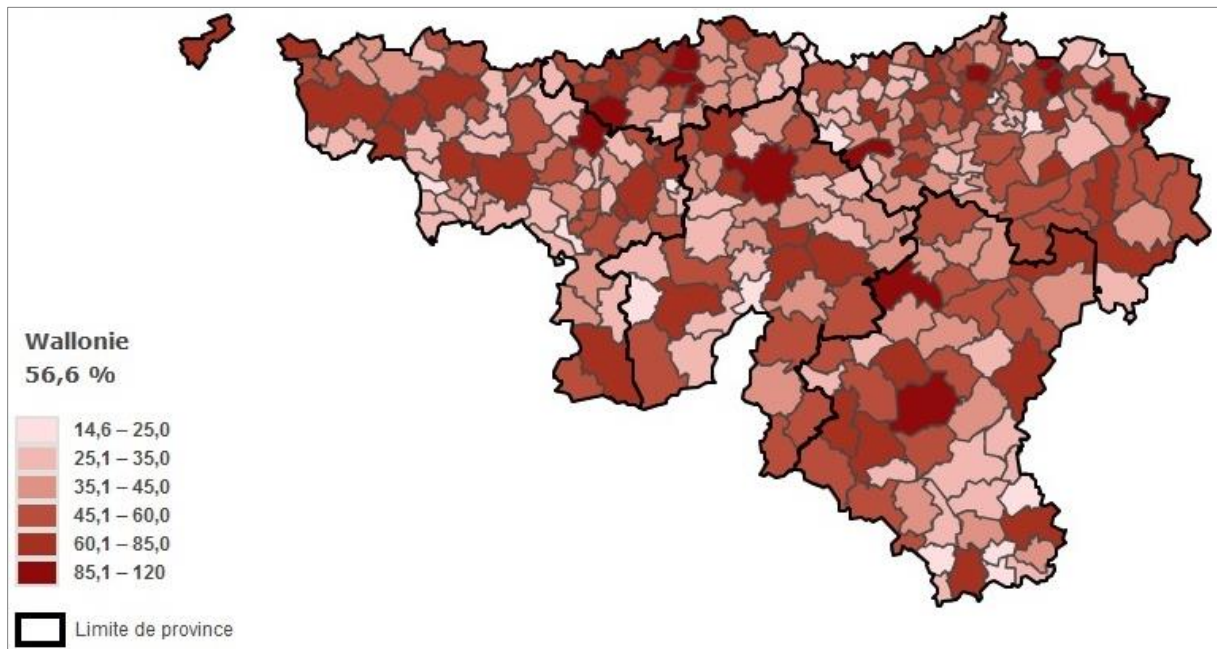 Wallonie
56,6 %
14,6 – 25,0
25,1 – 35,0
35,1 – 45,0
45,1 – 60,0
60,1 – 85,0
85,1 – 120
Limite de province